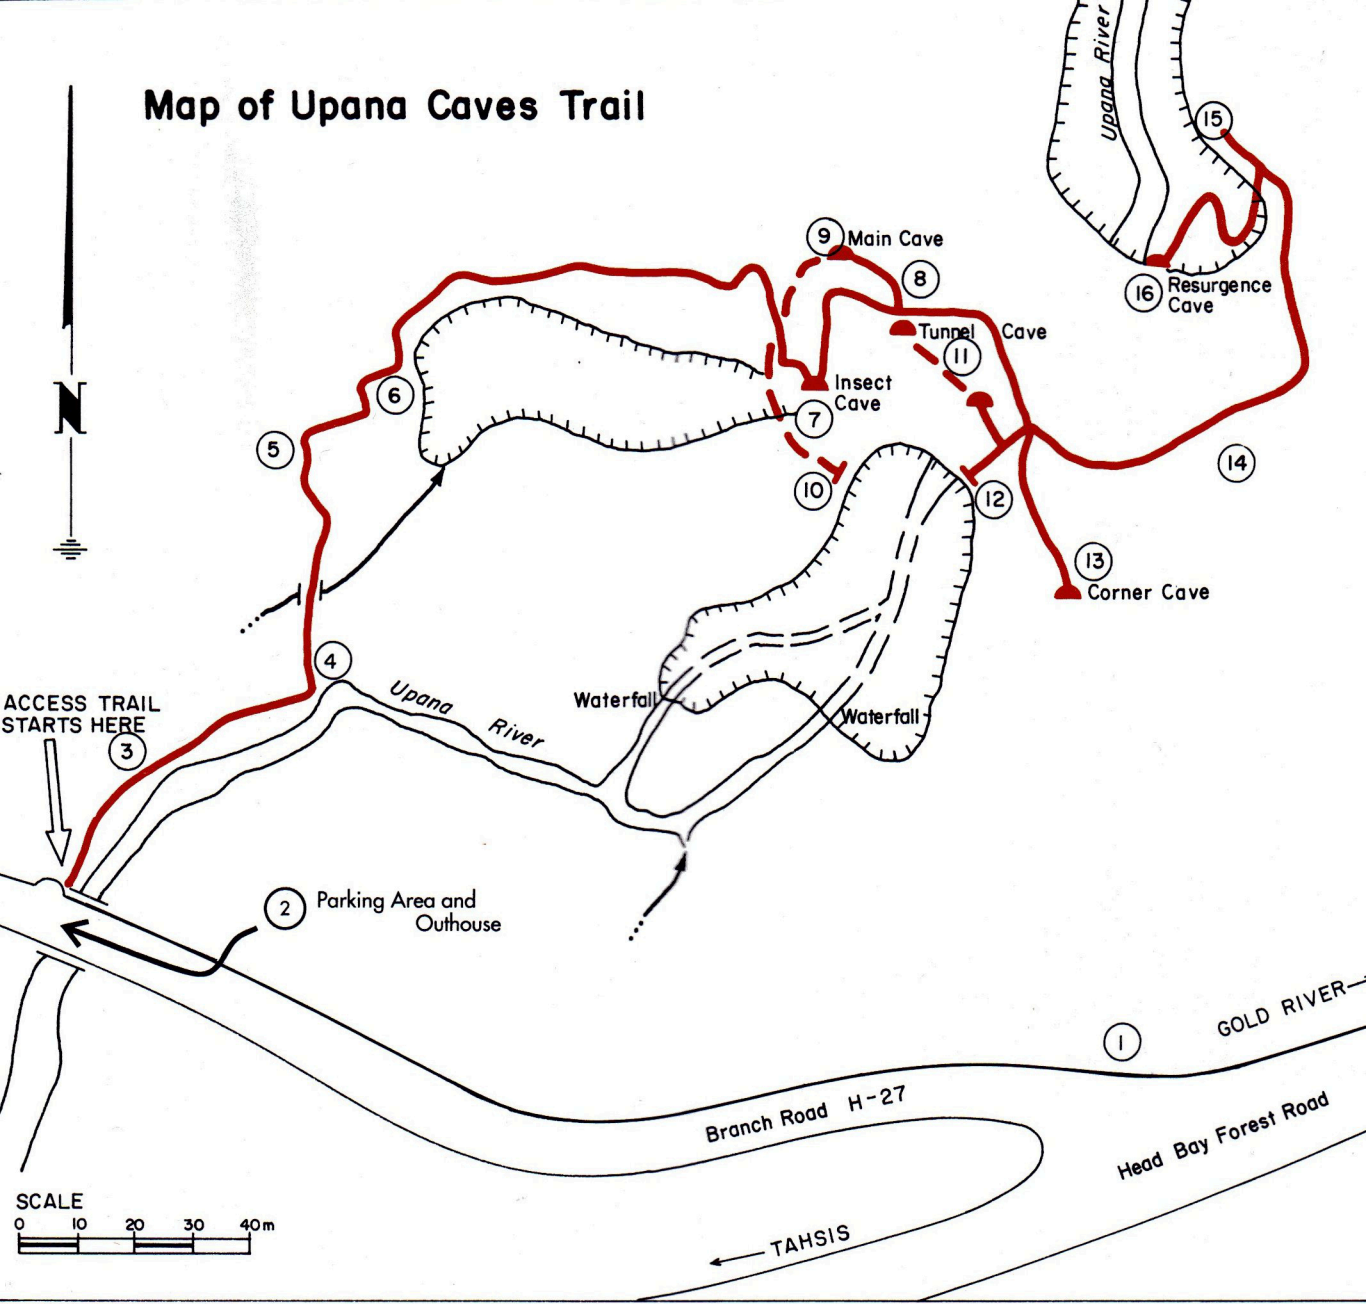 Map of Upana Caves Trail
Upana River
15
9
Main Cave
8
16
Resurgence
Cave
Tunnel Cave
11
N
6
Insect
Cave
7
5
14
10
12
13
Corner Cave
4
Upana River
Waterfall
Waterfall
ACCESS TRAIL
STARTS HERE
3
2
Parking Area and
Outhouse
1
GOLD RIVER
Branch Road H-27
Head Bay Forest Road
TAHSIS
SCALE
0 10 20 30 40m